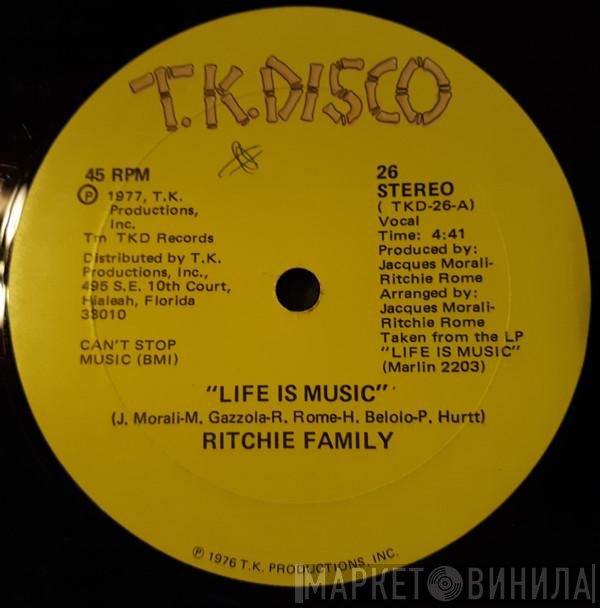 T.K.DISCO
45 RPM
℗ 1977, T.K.
Productions,
Inc.
Tm TKD Records
Distributed by T.K.
Productions, Inc.,
495 S.E. 10th Court,
Hialeah, Florida
33010
CAN'T STOP
MUSIC (BMI)
26
STEREO
( TKD-26-A)
Vocal
Time: 4:41
Produced by:
Jacques Morali-
Ritchie Rome
Arranged by:
Jacques Morali-
Ritchie Rome
Taken from the LP
"LIFE IS MUSIC"
(Marlin 2203)
"LIFE IS MUSIC"
(J. Morali-M. Gazzola-R. Rome-H. Belolo-P. Hurtt)
RITCHIE FAMILY
℗ 1976 T.K. PRODUCTIONS, INC.
МАРКЕТ ВИНИЛА